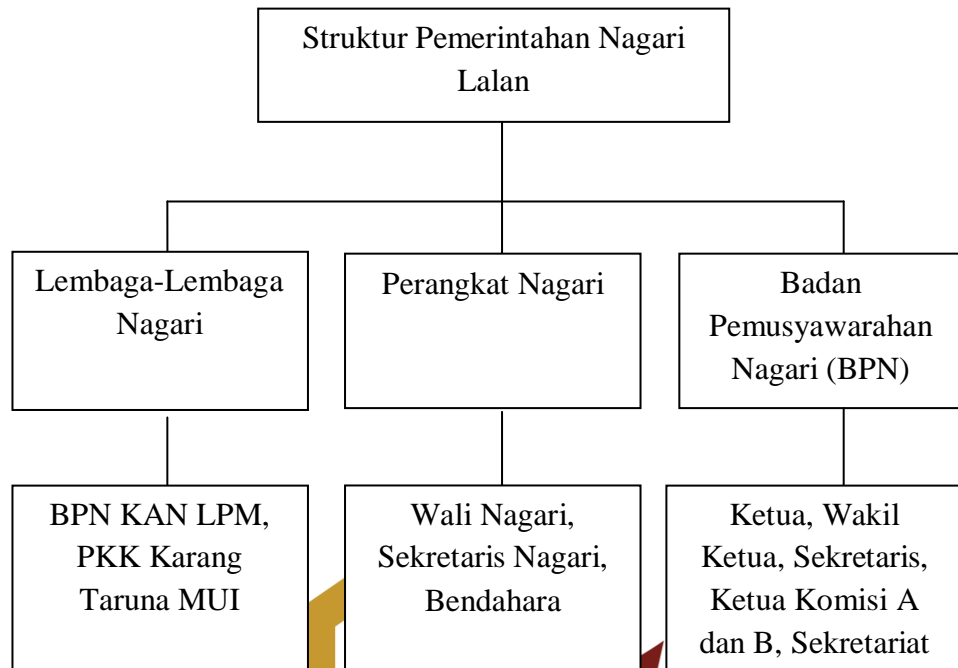 Struktur Pemerintahan Nagari
Lalan
Lembaga-Lembaga
Nagari
Perangkat Nagari
Badan
Pemusyawarahan
Nagari (BPN)
BPN KAN LPM,
PKK Karang
Taruna MUI
Wali Nagari,
Sekretaris Nagari,
Bendahara
Ketua, Wakil
Ketua, Sekretaris,
Ketua Komisi A
dan B, Sekretariat